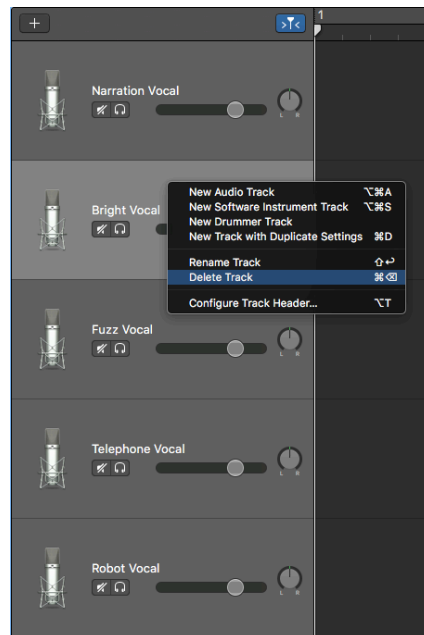 1
Narration Vocal
L R
Bright Vocal
New Audio Track ⌥⌘A
New Software Instrument Track ⌥⌘S
New Drummer Track
New Track with Duplicate Settings ⌘D
Rename Track ⇧↩
Delete Track ⌘⌫
Configure Track Header... ⌥T
Fuzz Vocal
L R
Telephone Vocal
L R
Robot Vocal
L R